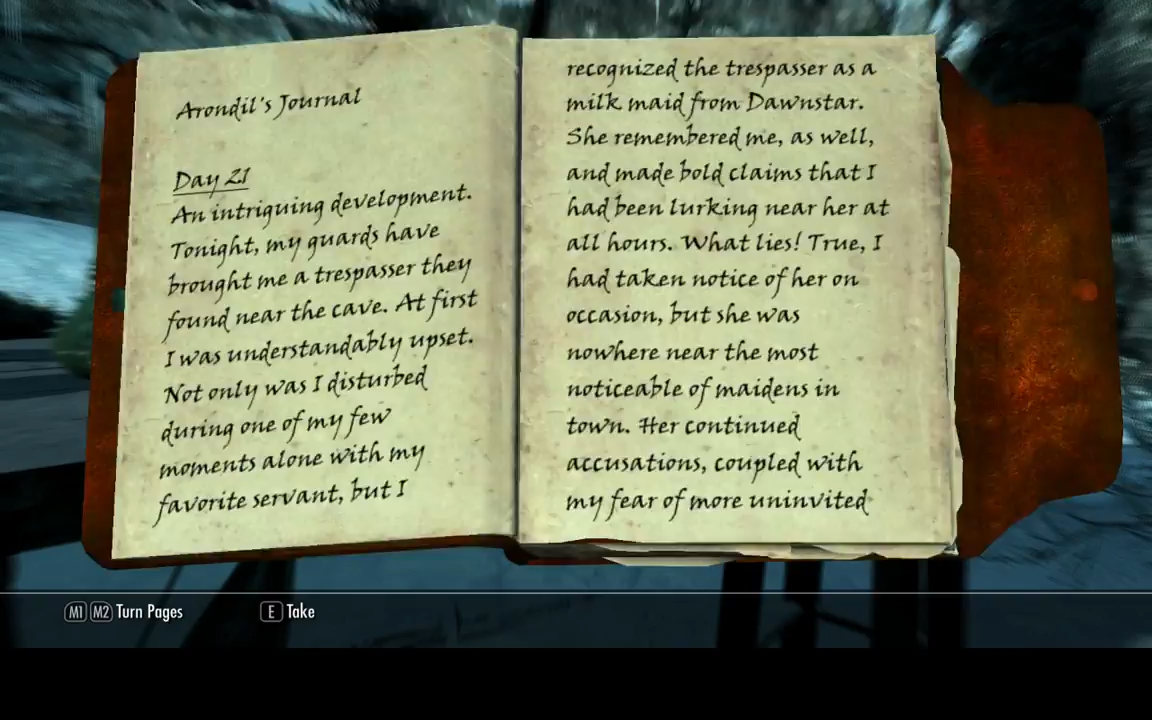 Arondil's Journal
Day 21
An intriguing development.
Tonight, my guards have
brought me a trespasser they
found near the cave. At first
I was understandably upset.
Not only was I disturbed
during one of my few
moments alone with my
favorite servant, but I
recognized the trespasser as a
milk maid from Dawnstar.
She remembered me, as well,
and made bold claims that I
had been lurking near her at
all hours. What lies! True, I
had taken notice of her on
occasion, but she was
nowhere near the most
noticeable of maidens in
town. Her continued
accusations, coupled with
my fear of more uninvited
M1 M2 Turn Pages
E Take